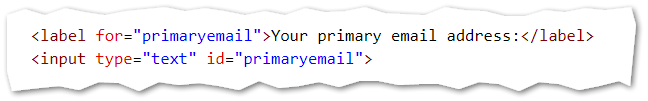 <label for="primaryemail">Your primary email address:</label>
<input type="text" id="primaryemail">